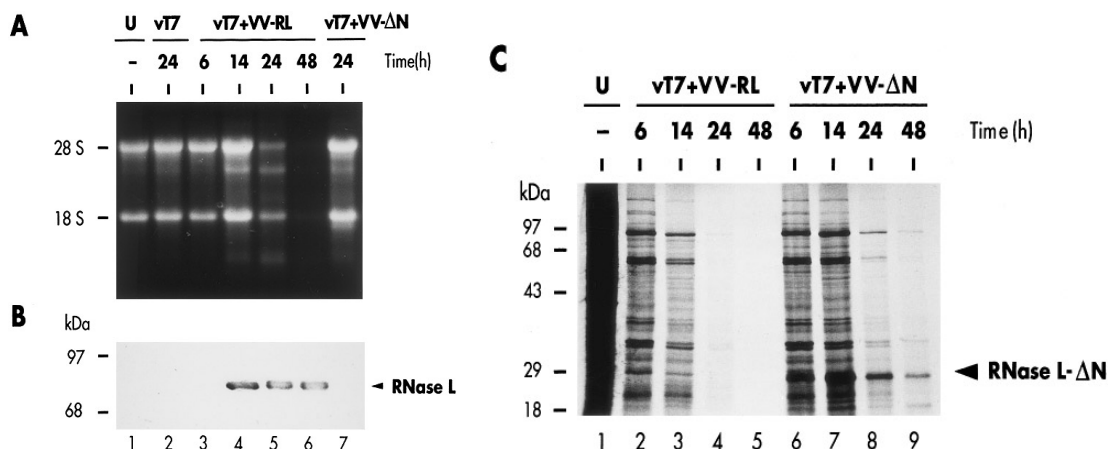 A
U vT7 vT7+VV-RL vT7+VV-ΔN
– 24 6 14 24 48 24 Time(h)
28 S
18 S
B
kDa
97
68
RNase L
1 2 3 4 5 6 7
C
U vT7+VV-RL vT7+VV-ΔN
– 6 14 24 48 6 14 24 48 Time (h)
kDa
97
68
43
29
18
RNase L-ΔN
1 2 3 4 5 6 7 8 9